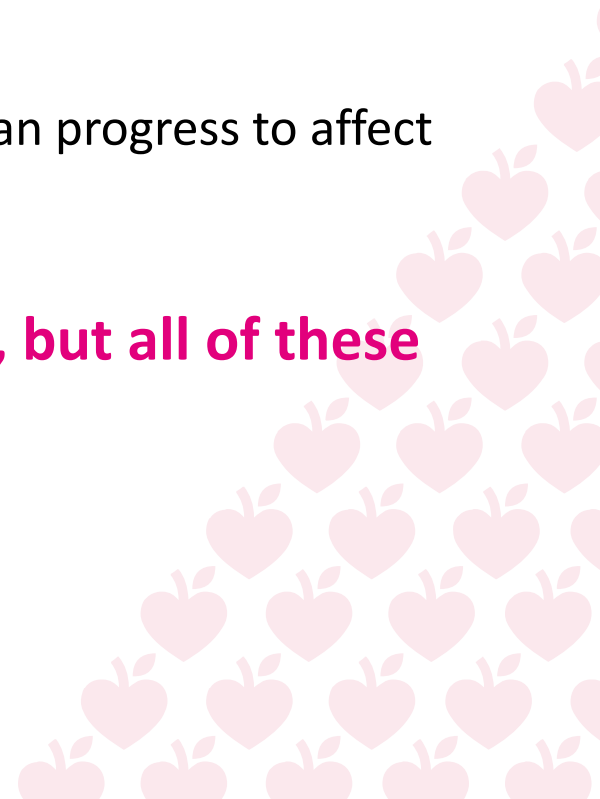 an progress to affect
, but all of these